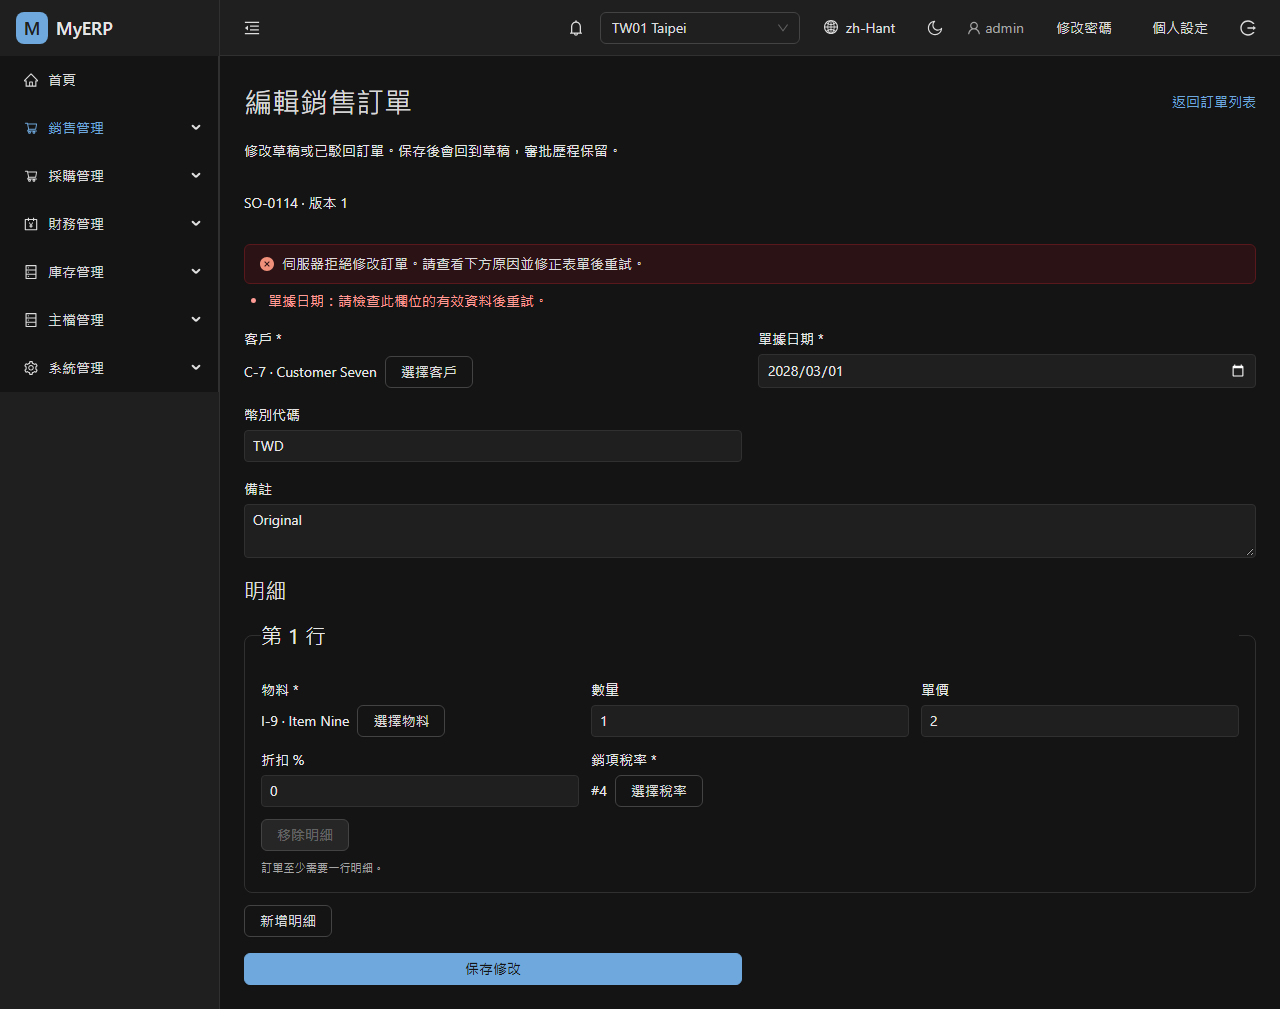 M MyERP
TW01 Taipei
zh-Hant
admin
修改密碼
個人設定
首頁
銷售管理
採購管理
財務管理
庫存管理
主檔管理
系統管理
編輯銷售訂單
返回訂單列表
修改草稿或已駁回訂單。保存後會回到草稿，審批歷程保留。
SO-0114 · 版本 1
伺服器拒絕修改訂單。請查看下方原因並修正表單後重試。
• 單據日期：請檢查此欄位的有效資料後重試。
客戶 *
單據日期 *
C-7 · Customer Seven
選擇客戶
2028/03/01
幣別代碼
TWD
備註
Original
明細
第 1 行
物料 *
數量
單價
I-9 · Item Nine
選擇物料
1
2
折扣 %
銷項稅率 *
0
#4
選擇稅率
移除明細
訂單至少需要一行明細。
新增明細
保存修改